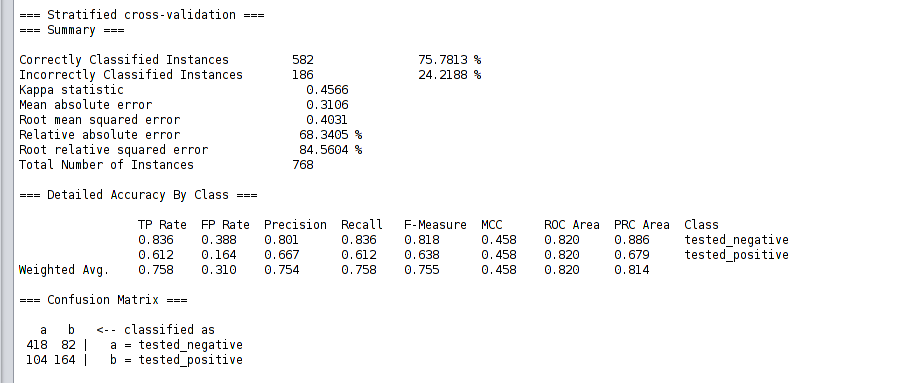 === Stratified cross-validation ===
=== Summary ===
Correctly Classified Instances 582 75.7813 %
Incorrectly Classified Instances 186 24.2188 %
Kappa statistic 0.4566
Mean absolute error 0.3106
Root mean squared error 0.4031
Relative absolute error 68.3405 %
Root relative squared error 84.5604 %
Total Number of Instances 768
=== Detailed Accuracy By Class ===
TP Rate FP Rate Precision Recall F-Measure MCC ROC Area PRC Area Class
0.836 0.388 0.801 0.836 0.818 0.458 0.820 0.886 tested_negative
0.612 0.164 0.667 0.612 0.638 0.458 0.820 0.679 tested_positive
Weighted Avg. 0.758 0.310 0.754 0.758 0.755 0.458 0.820 0.814
=== Confusion Matrix ===
a b <-- classified as
418 82 | a = tested_negative
104 164 | b = tested_positive